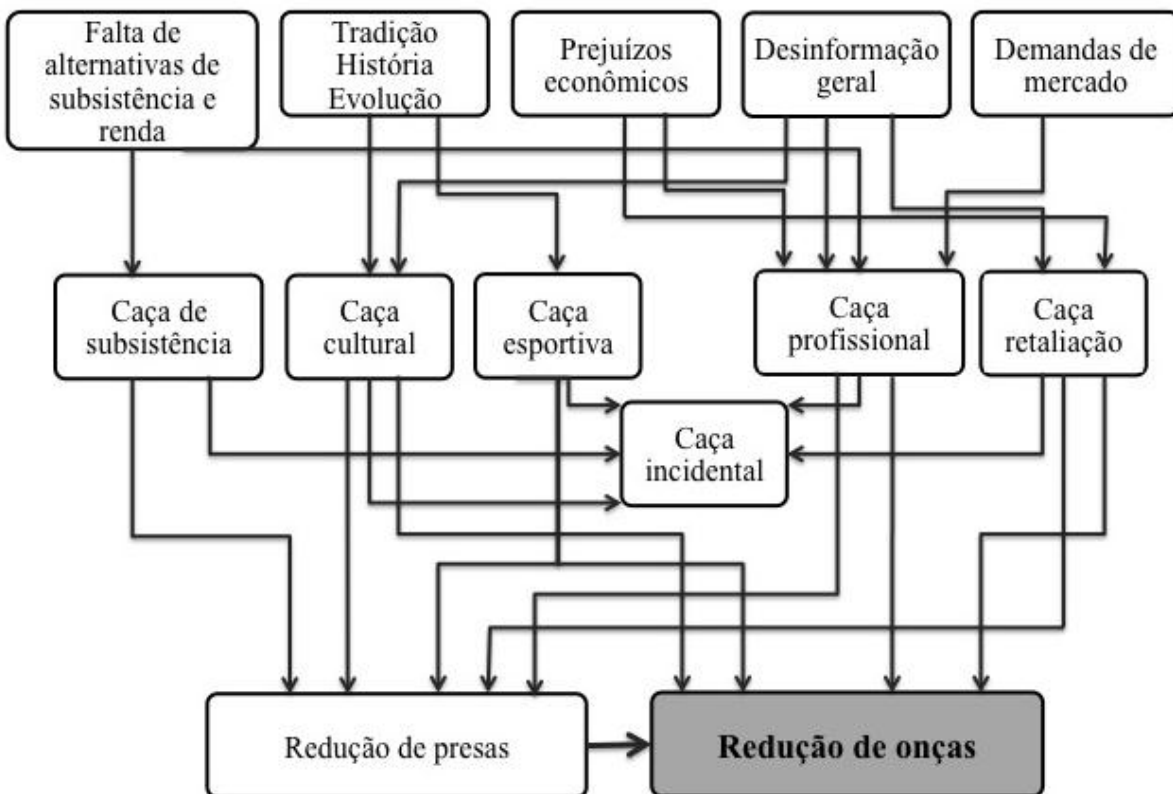 Falta de
alternativas de
subsistência e
renda
Tradição
História
Evolução
Prejuízos
econômicos
Desinformação
geral
Demandas de
mercado
Caça de
subsistência
Caça
cultural
Caça
esportiva
Caça
profissional
Caça
retaliação
Caça
incidental
Redução de presas
Redução de onças